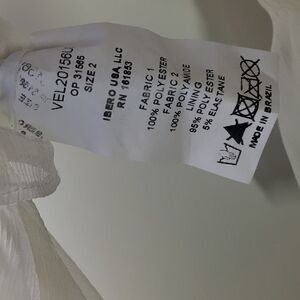 VEL20156U
OP 31565
SIZE 2
IBERO USA, LLC
RN 161853
FABRIC 1
100% POLYESTER
FABRIC 2
100% POLYAMIDE
LINING
95% POLYESTER
5% ELASTANE
MADE IN BRAZIL